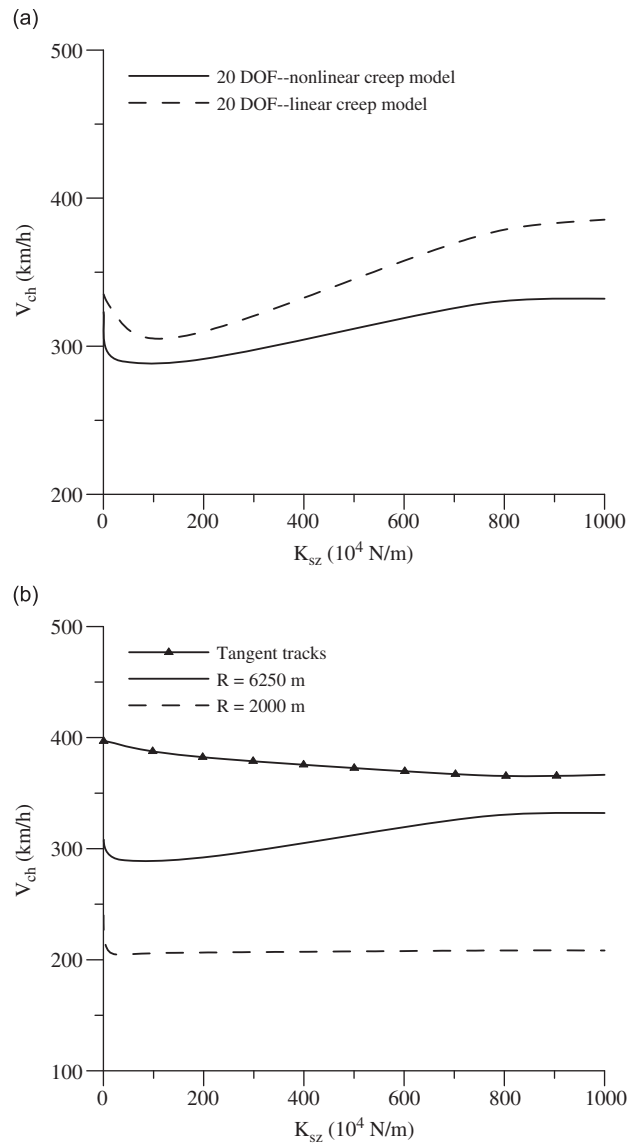 (a)
500
20 DOF--nonlinear creep model
20 DOF--linear creep model
400
V_ch (km/h)
300
200
0 200 400 600 800 1000
K_sz (10^4 N/m)
(b)
500
Tangent tracks
R = 6250 m
R = 2000 m
400
V_ch (km/h)
300
200
100
0 200 400 600 800 1000
K_sz (10^4 N/m)